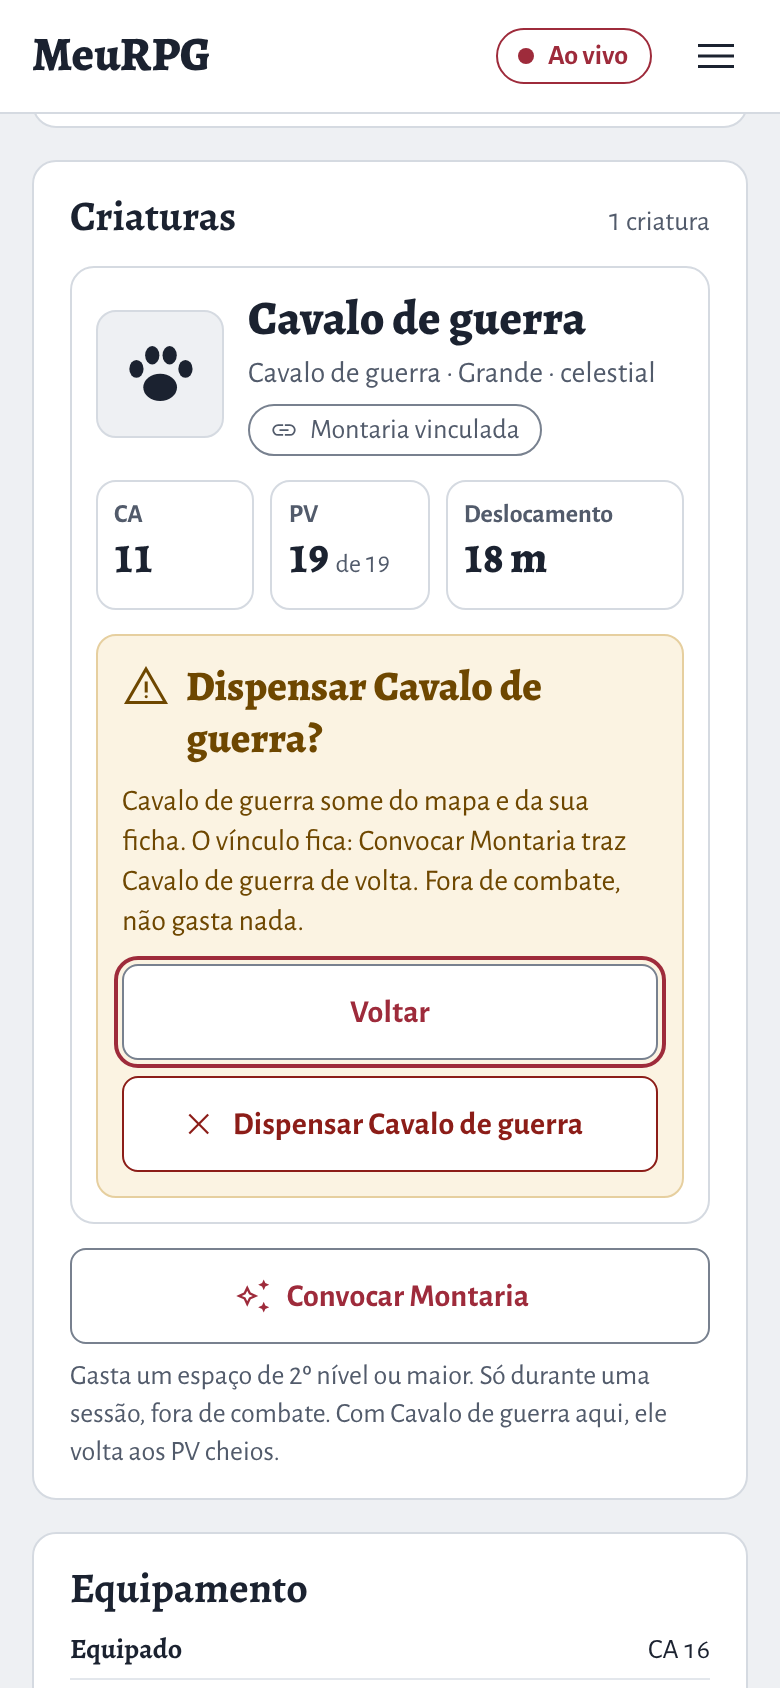 MeuRPG
Ao vivo
Criaturas
1 criatura
Cavalo de guerra
Cavalo de guerra · Grande · celestial
Montaria vinculada
CA
11
PV
19 de 19
Deslocamento
18 m
Dispensar Cavalo de
guerra?
Cavalo de guerra some do mapa e da sua
ficha. O vínculo fica: Convocar Montaria traz
Cavalo de guerra de volta. Fora de combate,
não gasta nada.
Voltar
Dispensar Cavalo de guerra
Convocar Montaria
Gasta um espaço de 2º nível ou maior. Só durante uma
sessão, fora de combate. Com Cavalo de guerra aqui, ele
volta aos PV cheios.
Equipamento
Equipado
CA 16